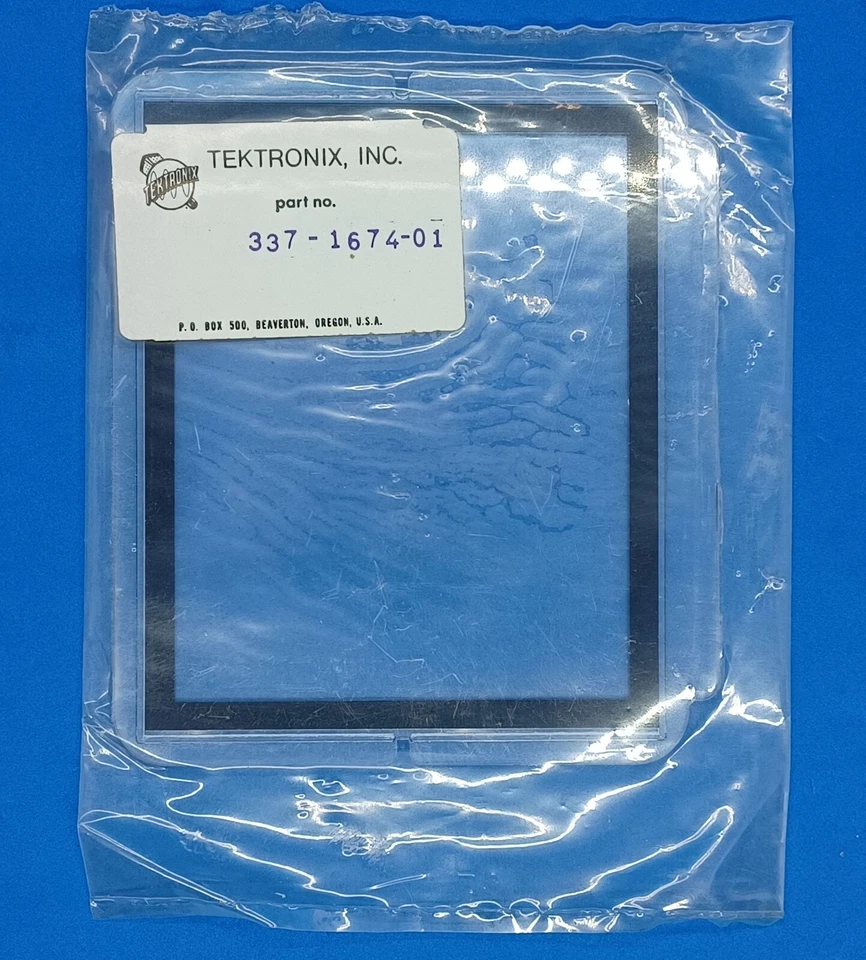 TEKTRONIX
TEKTRONIX, INC.
part no.
337-1674-01
P.O. BOX 500, BEAVERTON, OREGON, U.S.A.